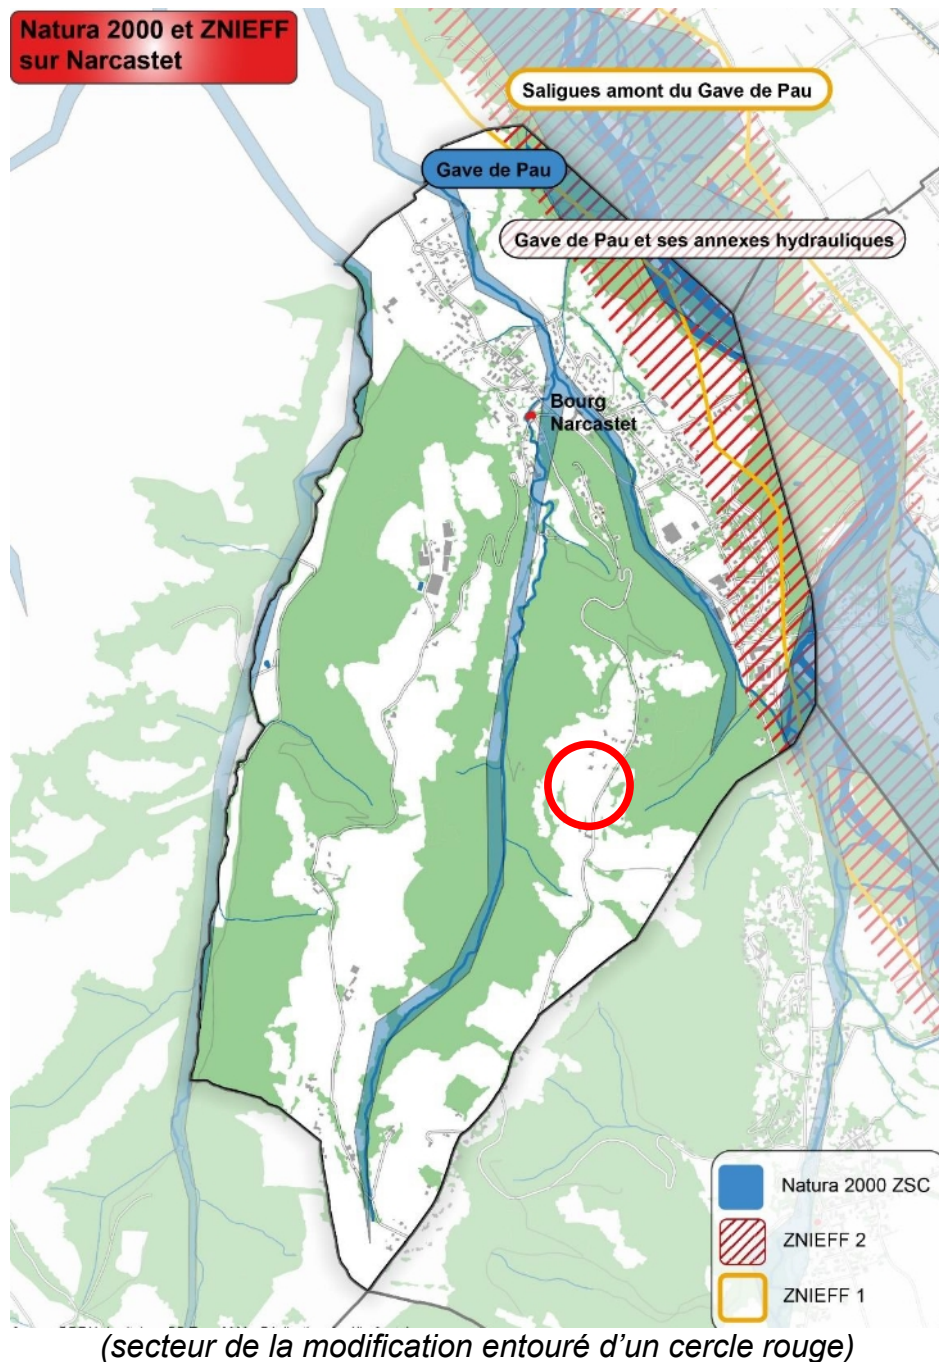 Natura 2000 et ZNIEFF
sur Narcastet
Saligues amont du Gave de Pau
Gave de Pau
Gave de Pau et ses annexes hydrauliques
Bourg
Narcastet
Natura 2000 ZSC
ZNIEFF 2
ZNIEFF 1
(secteur de la modification entouré d'un cercle rouge)